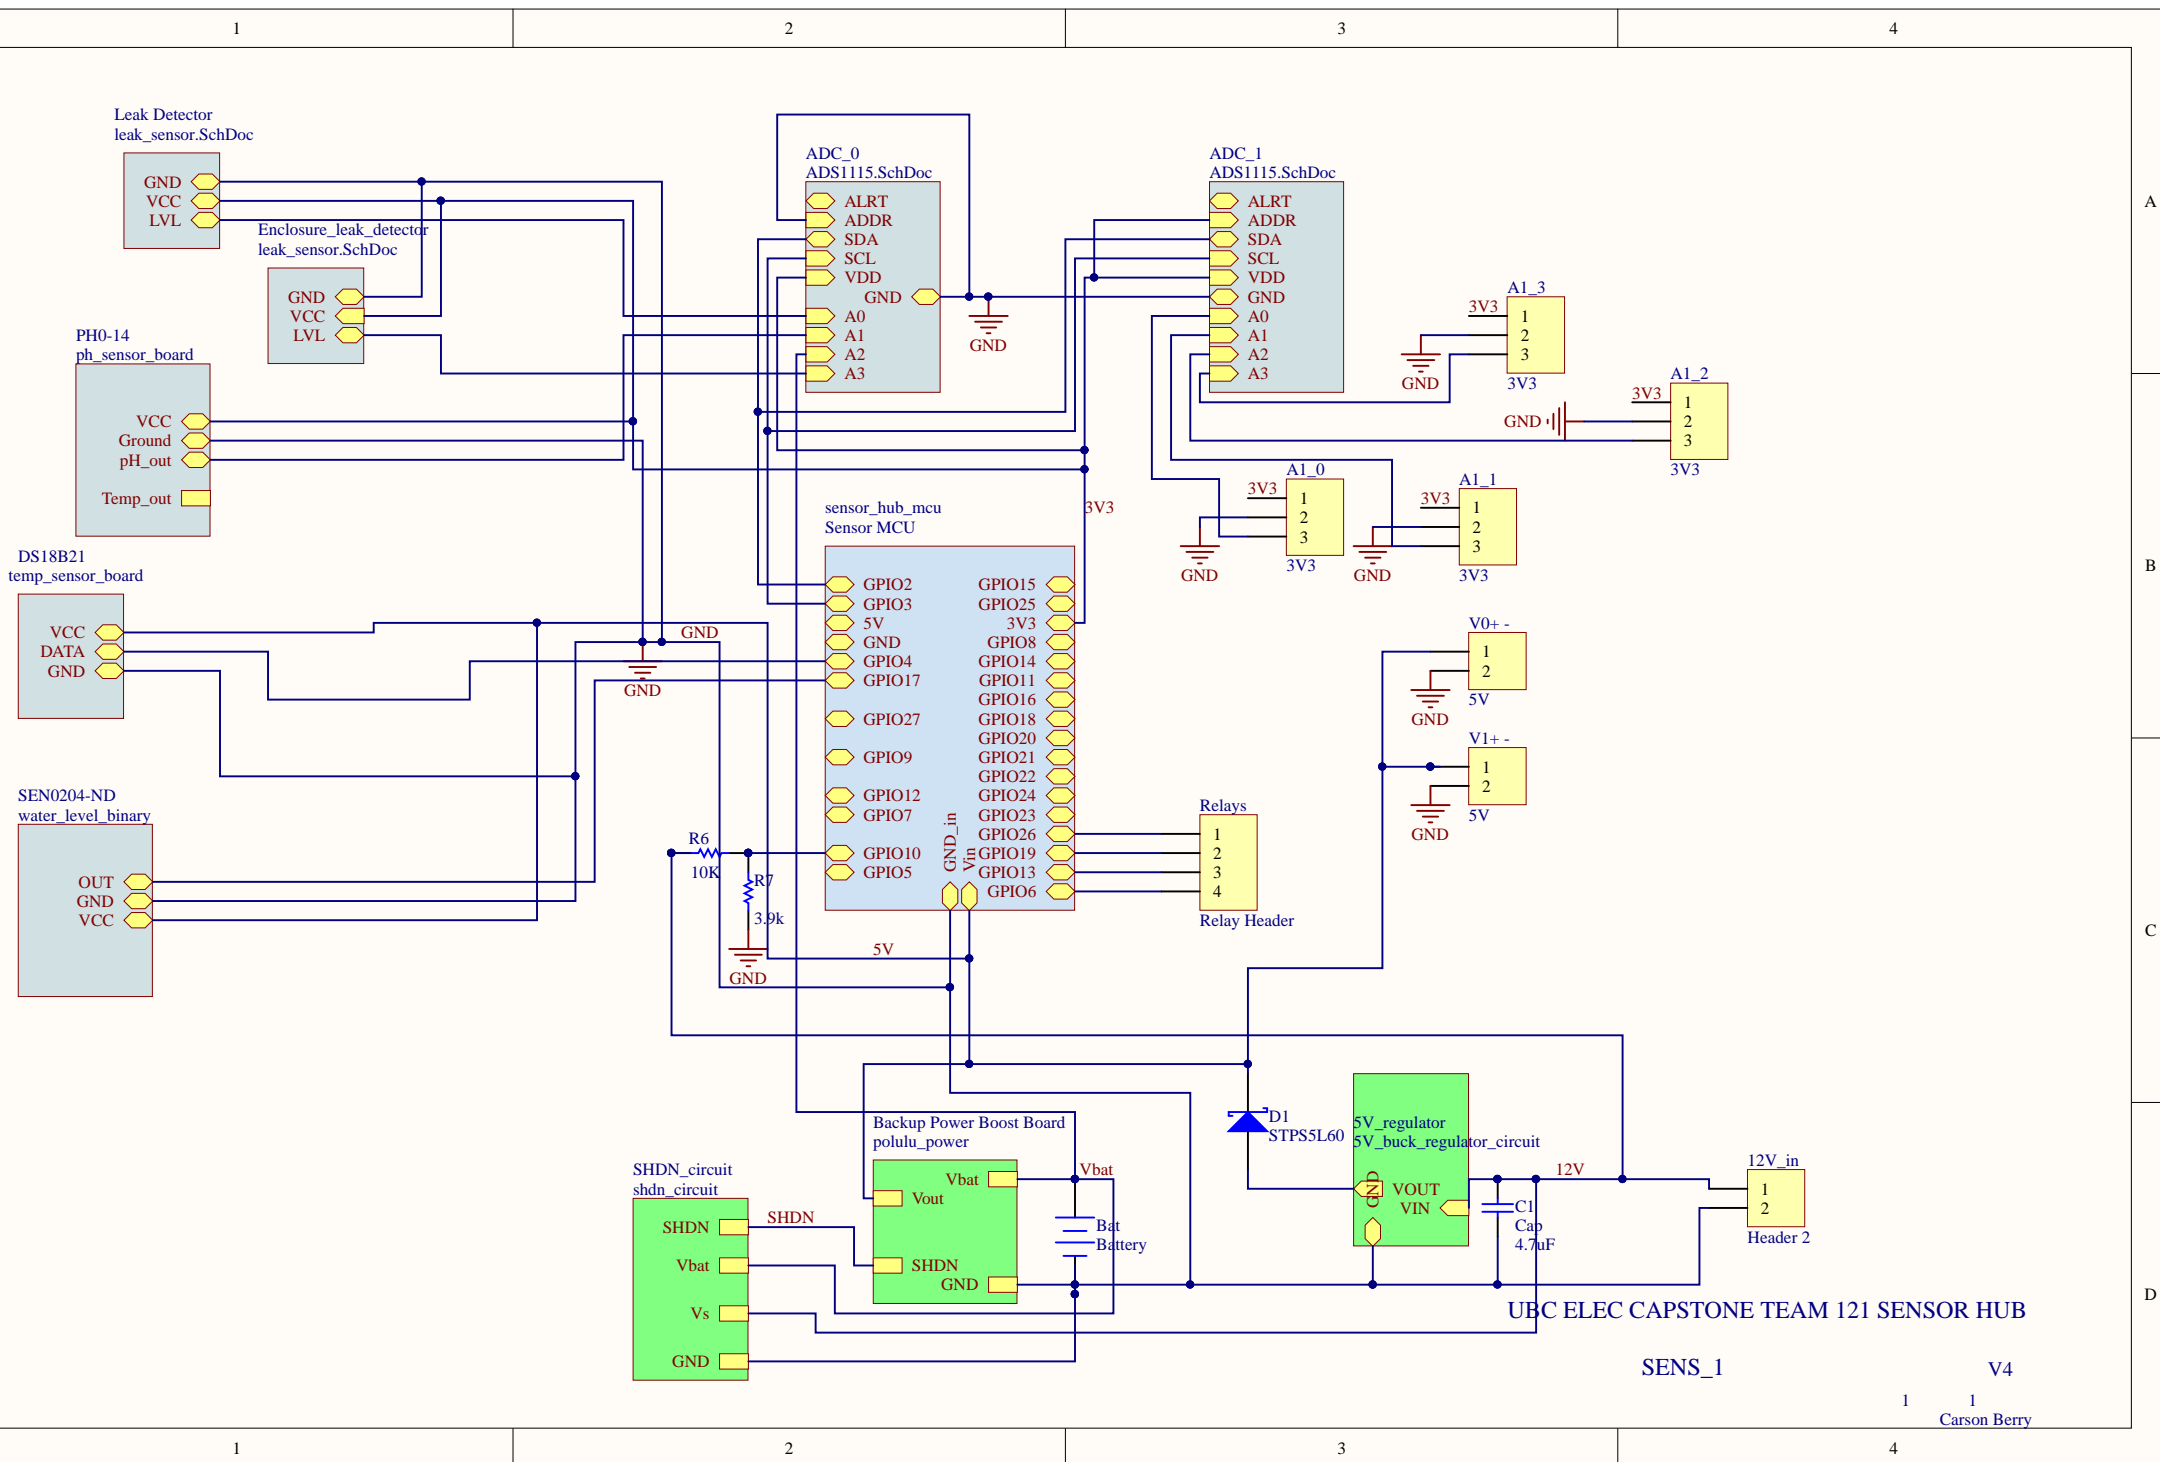 1
2
3
4
A
B
C
D
Leak Detector
leak_sensor.SchDoc
GND
VCC
LVL
Enclosure_leak_detector
leak_sensor.SchDoc
GND
VCC
LVL
PH0-14
ph_sensor_board
VCC
Ground
pH_out
Temp_out
DS18B21
temp_sensor_board
VCC
DATA
GND
SEN0204-ND
water_level_binary
OUT
GND
VCC
ADC_0
ADS1115.SchDoc
ALRT
ADDR
SDA
SCL
VDD
GND
A0
A1
A2
A3
GND
ADC_1
ADS1115.SchDoc
ALRT
ADDR
SDA
SCL
VDD
GND
A0
A1
A2
A3
A1_3
3V3
1
2
3
GND
3V3
A1_2
3V3
1
GND
2
3
3V3
A1_0
3V3
1
2
3
GND
3V3
A1_1
3V3
1
2
3
GND
3V3
3V3
sensor_hub_mcu
Sensor MCU
GPIO2
GPIO3
5V
GND
GPIO4
GPIO17
GPIO27
GPIO9
GPIO12
GPIO7
GPIO10
GPIO5
GPIO15
GPIO25
3V3
GPIO8
GPIO14
GPIO11
GPIO16
GPIO18
GPIO20
GPIO21
GPIO22
GPIO24
GPIO23
GPIO26
GPIO19
GPIO13
GPIO6
GND_in
Vin
GND
GND
R6
10K
R7
3.9k
GND
5V
Relays
1
2
3
4
Relay Header
V0+ -
1
2
GND
5V
V1+ -
1
2
GND
5V
D1
STPS5L60
5V_regulator
5V_buck_regulator_circuit
GND
VOUT
VIN
12V
C1
Cap
4.7uF
12V_in
1
2
Header 2
Backup Power Boost Board
polulu_power
Vbat
Vout
SHDN
GND
Vbat
Bat
Battery
SHDN_circuit
shdn_circuit
SHDN
Vbat
Vs
GND
SHDN
UBC ELEC CAPSTONE TEAM 121 SENSOR HUB
SENS_1
V4
1 1
Carson Berry
1
2
3
4